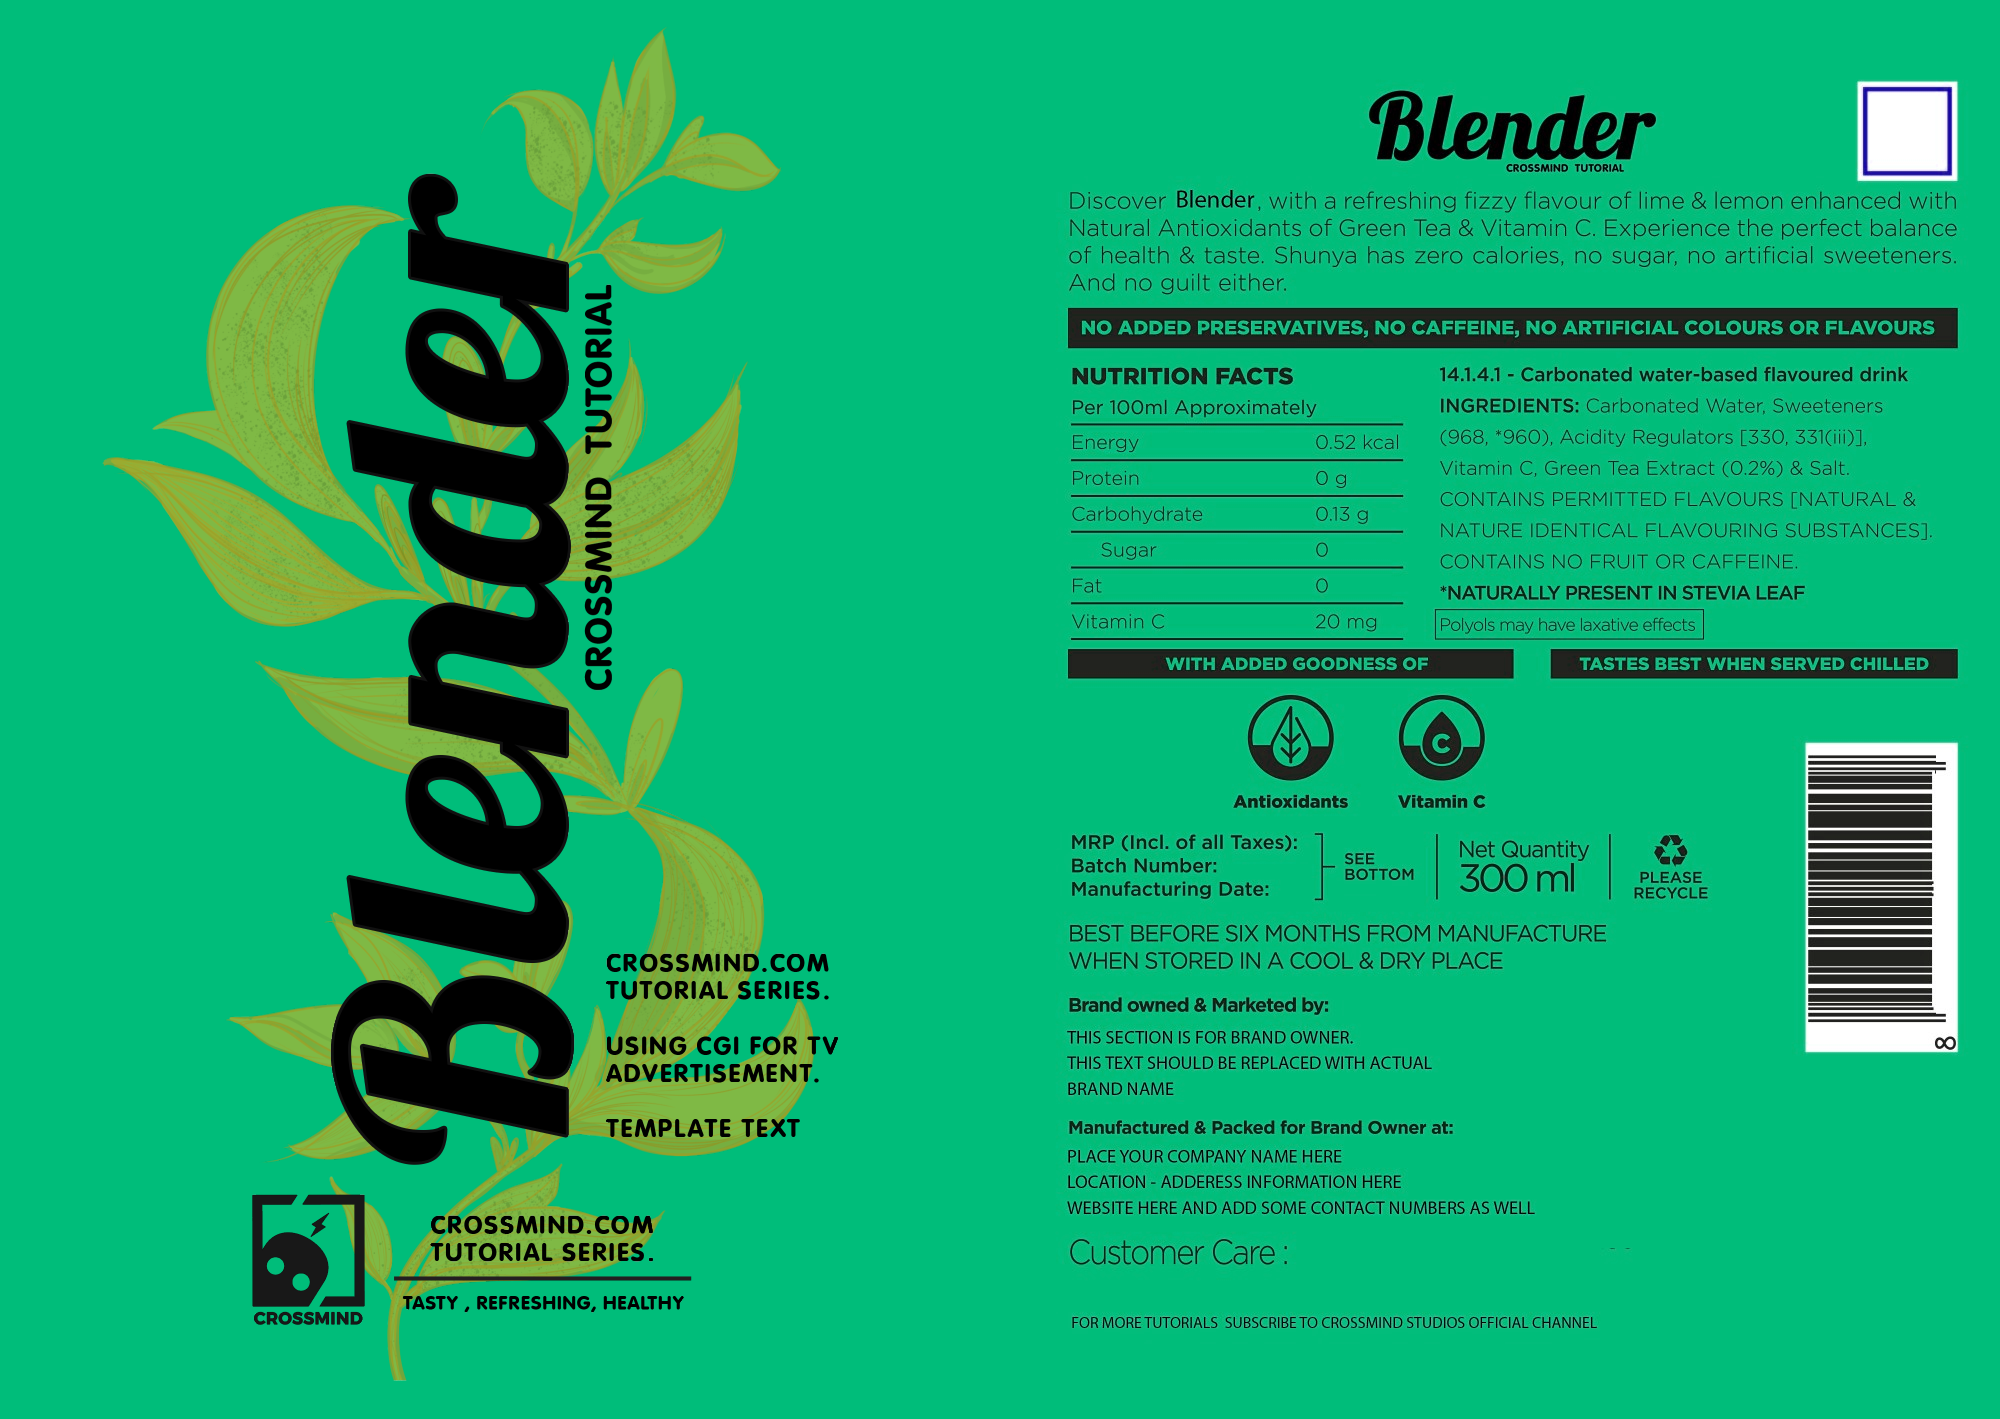 Blender
CROSSMIND TUTORIAL
CROSSMIND.COM
TUTORIAL SERIES.
USING CGI FOR TV
ADVERTISEMENT.
TEMPLATE TEXT
CROSSMIND
CROSSMIND.COM
TUTORIAL SERIES.
TASTY , REFRESHING, HEALTHY
Blender
CROSSMIND TUTORIAL
Discover Blender, with a refreshing fizzy flavour of lime & lemon enhanced with
Natural Antioxidants of Green Tea & Vitamin C. Experience the perfect balance
of health & taste. Shunya has zero calories, no sugar, no artificial sweeteners.
And no guilt either.
NO ADDED PRESERVATIVES, NO CAFFEINE, NO ARTIFICIAL COLOURS OR FLAVOURS
NUTRITION FACTS
Per 100ml Approximately
Energy 0.52 kcal
Protein 0 g
Carbohydrate 0.13 g
Sugar 0
Fat 0
Vitamin C 20 mg
14.1.4.1 - Carbonated water-based flavoured drink
INGREDIENTS: Carbonated Water, Sweeteners
(968, *960), Acidity Regulators [330, 331(iii)],
Vitamin C, Green Tea Extract (0.2%) & Salt.
CONTAINS PERMITTED FLAVOURS [NATURAL &
NATURE IDENTICAL FLAVOURING SUBSTANCES].
CONTAINS NO FRUIT OR CAFFEINE.
*NATURALLY PRESENT IN STEVIA LEAF
Polyols may have laxative effects
WITH ADDED GOODNESS OF
TASTES BEST WHEN SERVED CHILLED
C
Antioxidants
Vitamin C
MRP (Incl. of all Taxes):
Batch Number:
Manufacturing Date:
SEE
BOTTOM
Net Quantity
300 ml
PLEASE
RECYCLE
8
BEST BEFORE SIX MONTHS FROM MANUFACTURE
WHEN STORED IN A COOL & DRY PLACE
Brand owned & Marketed by:
THIS SECTION IS FOR BRAND OWNER.
THIS TEXT SHOULD BE REPLACED WITH ACTUAL
BRAND NAME
Manufactured & Packed for Brand Owner at:
PLACE YOUR COMPANY NAME HERE
LOCATION - ADDERESS INFORMATION HERE
WEBSITE HERE AND ADD SOME CONTACT NUMBERS AS WELL
Customer Care :
FOR MORE TUTORIALS SUBSCRIBE TO CROSSMIND STUDIOS OFFICIAL CHANNEL